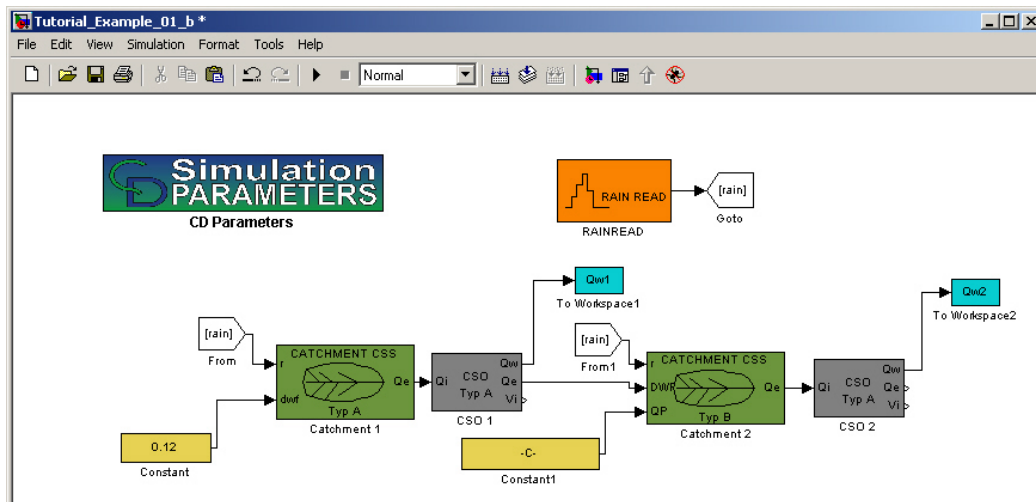 Tutorial_Example_01_b *
File Edit View Simulation Format Tools Help
Normal
CD Simulation
PARAMETERS
CD Parameters
RAIN READ
RAINREAD
[rain]
Goto
Qw1
To Workspace1
Qw2
To Workspace2
[rain]
From
[rain]
From1
CATCHMENT CSS
r
Qe
dwf
Typ A
Catchment 1
Qi
CSO
Typ A
Qw
Qe
Vi
CSO 1
CATCHMENT CSS
r
DWF
Qe
QP
Typ B
Catchment 2
Qi
CSO
Typ A
Qw
Qe
Vi
CSO 2
0.12
Constant
-C-
Constant1